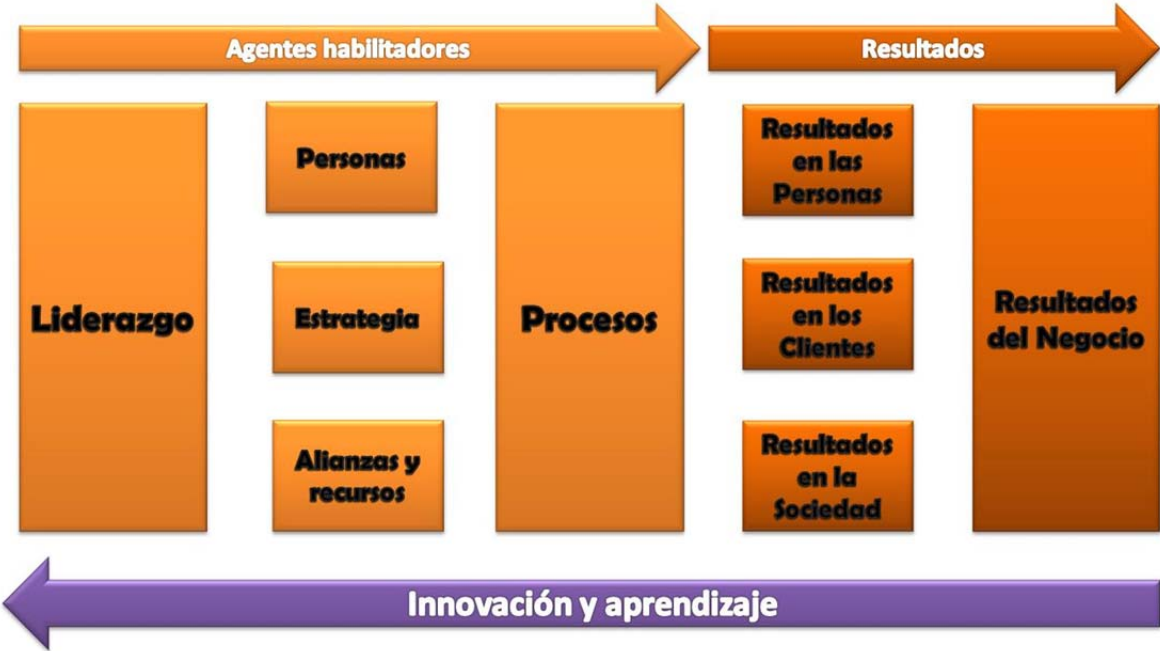 Agentes habilitadores
Resultados
Liderazgo
Personas
Estrategia
Alianzas y
recursos
Procesos
Resultados
en las
Personas
Resultados
en los
Clientes
Resultados
en la
Sociedad
Resultados
del Negocio
Innovación y aprendizaje